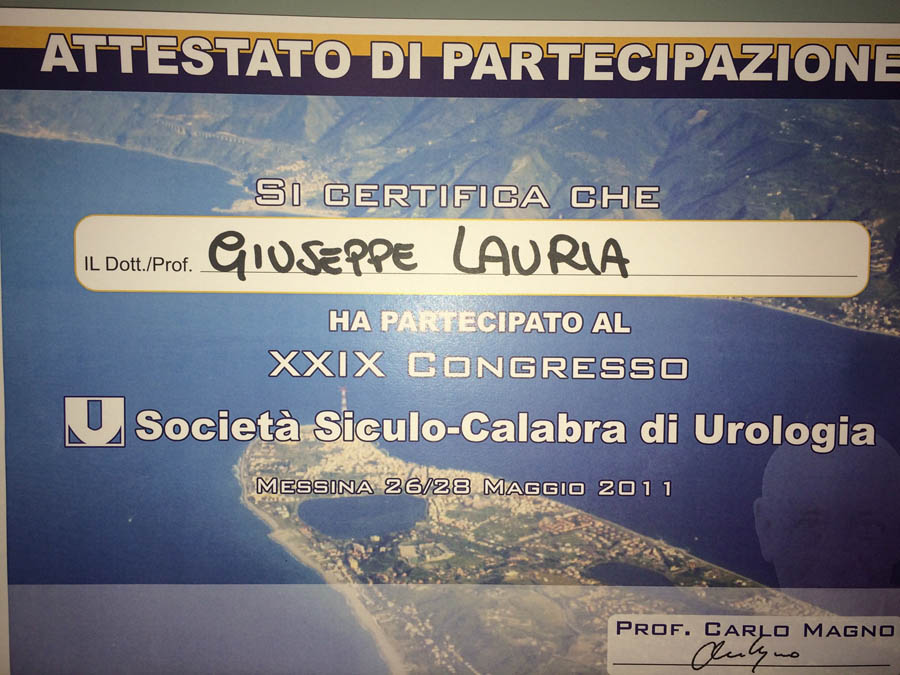 ATTESTATO DI PARTECIPAZIONE
SI CERTIFICA CHE
IL Dott./Prof. GIUSEPPE LAURIA
HA PARTECIPATO AL
XXIX CONGRESSO
U Società Siculo-Calabra di Urologia
MESSINA 26/28 MAGGIO 2011
PROF. CARLO MAGNO